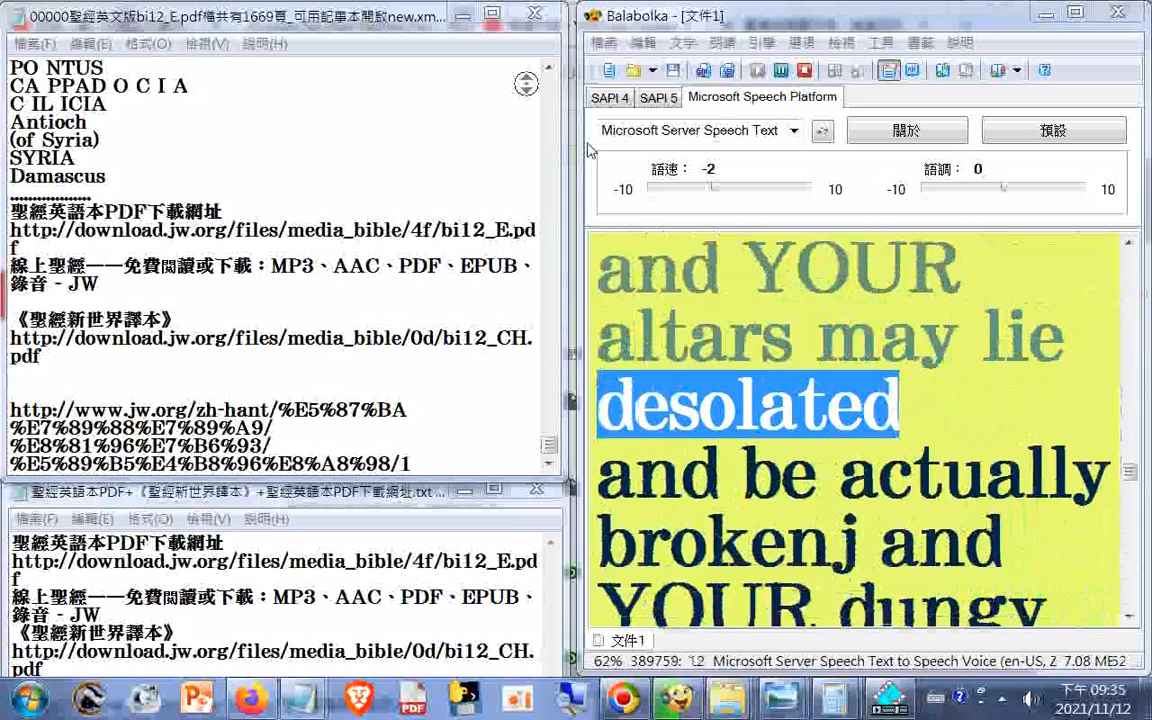 00000聖經英文版bi12_E.pdf檔共有1669頁_可用記事本開啟new.xm...
檔案(F) 編輯(E) 格式(O) 檢視(V) 說明(H)
PO NTUS
CA PPAD O C I A
C IL ICIA
Antioch
(of Syria)
SYRIA
Damascus
..................
聖經英語本PDF下載網址
http://download.jw.org/files/media_bible/4f/bi12_E.pd
f
線上聖經——免費閱讀或下載：MP3、AAC、PDF、EPUB、
錄音 - JW
《聖經新世界譯本》
http://download.jw.org/files/media_bible/0d/bi12_CH.
pdf
http://www.jw.org/zh-hant/%E5%87%BA
%E7%89%88%E7%89%A9/
%E8%81%96%E7%B6%93/
%E5%89%B5%E4%B8%96%E8%A8%98/1
聖經英語本PDF+《聖經新世界譯本》+聖經英語本PDF下載網址.txt ...
檔案(F) 編輯(E) 格式(O) 檢視(V) 說明(H)
聖經英語本PDF下載網址
http://download.jw.org/files/media_bible/4f/bi12_E.pd
f
線上聖經——免費閱讀或下載：MP3、AAC、PDF、EPUB、
錄音 - JW
《聖經新世界譯本》
http://download.jw.org/files/media_bible/0d/bi12_CH.
pdf
Balabolka - [文件1]
檔案 編輯 文字 朗讀 引擎 選項 檢視 工具 書籤 說明
SAPI 4 SAPI 5 Microsoft Speech Platform
Microsoft Server Speech Text 關於 預設
語速： -2 語調： 0
-10 10 -10 10
and YOUR
altars may lie
desolated
and be actually
brokenj and
YOUR dungy
文件1
62% 389759: 12 Microsoft Server Speech Text to Speech Voice (en-US, Z 7.08 ME52
下午 09:35
2021/11/12